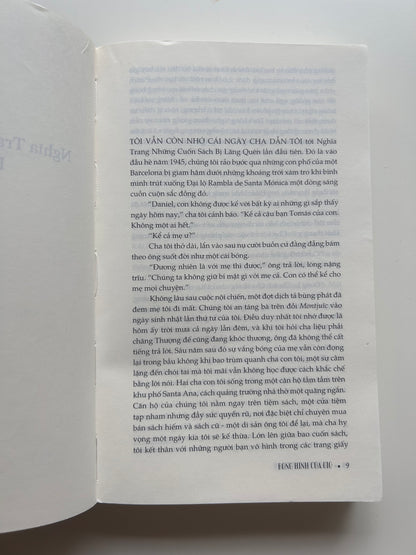 Nghĩa Tra
TÔI VẪN CÒN NHỚ CÁI NGÀY CHA DẪN TÔI tới Nghĩa
Trang Những Cuốn Sách Bị Lãng Quên lần đầu tiên. Đó là vào
đầu hè năm 1945, chúng tôi rảo bước qua những con phố của một
Barcelona bị giam hãm dưới những khoảng trời xám tro khi bình
minh trút xuống Đại lộ Rambla de Santa Mónica một dòng sáng
cuồn cuộn sắc đồng đỏ.
“Daniel, con không được kể với bất kỳ ai những gì sắp thấy
ngày hôm nay,” cha tôi cảnh báo. “Kể cả cậu bạn Tomás của con.
Không một ai hết.”
“Kể cả mẹ ư?”
Cha tôi thở dài, lẩn vào sau nụ cười buồn cứ đằng đẵng bám
theo ông suốt đời như một cái bóng.
“Đương nhiên là với mẹ thì được,” ông trả lời, lòng nặng
trĩu. “Chúng ta không giữ bí mật gì với mẹ cả. Con có thể kể cho
mẹ mọi chuyện.”
Không lâu sau cuộc nội chiến, một đợt dịch tả bùng phát đã
đem mẹ tôi đi mất. Chúng tôi an táng bà trên đồi Montjuïc vào
ngày sinh nhật lần thứ tư của tôi. Điều duy nhất tôi nhớ được là
hôm ấy trời mưa cả ngày lẫn đêm, và khi tôi hỏi cha liệu phải
chăng Thượng đế cũng đang khóc thương, ông đã không thể cất
tiếng trả lời. Sáu năm sau đó sự vắng bóng của mẹ vẫn còn đọng
lại trong bầu không khí bao trùm quanh cha con tôi, một sự câm
lặng đến chói tai mà tôi mãi vẫn không học được cách khắc chế
bằng lời nói. Hai cha con tôi sống trong một căn hộ tầm tầm trên
khu phố Santa Ana, cách quảng trường nhà thờ một quãng ngắn.
Căn hộ của chúng tôi nằm ngay trên tiệm sách, một cửa tiệm
tạp nham nhưng đầy sức quyến rũ, nơi đặc biệt chỉ chuyên mua
bán sách hiếm và sách cũ - một di sản ông tôi để lại, mà cha hy
vọng một ngày kia tôi sẽ kế thừa. Lớn lên giữa bao cuốn sách,
tôi kết thân với những người bạn vô hình trong các trang giấy
BÓNG HÌNH CỦA GIÓ • 9